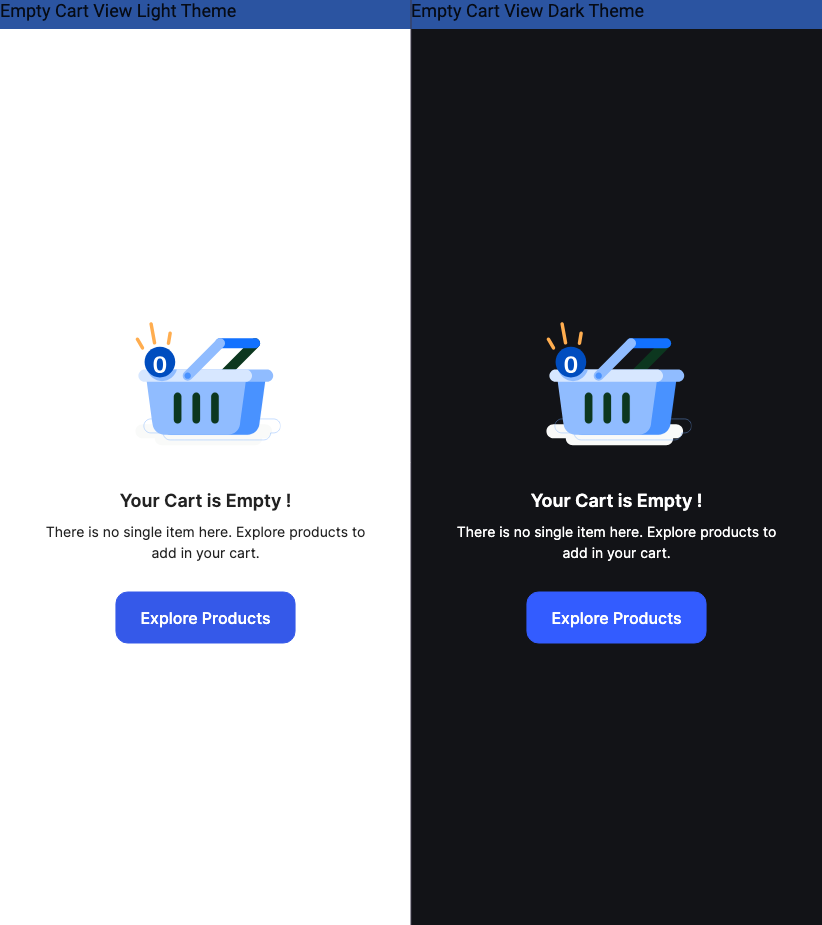 Empty Cart View Light Theme
Empty Cart View Dark Theme
0
Your Cart is Empty !
There is no single item here. Explore products to
add in your cart.
Explore Products
0
Your Cart is Empty !
There is no single item here. Explore products to
add in your cart.
Explore Products